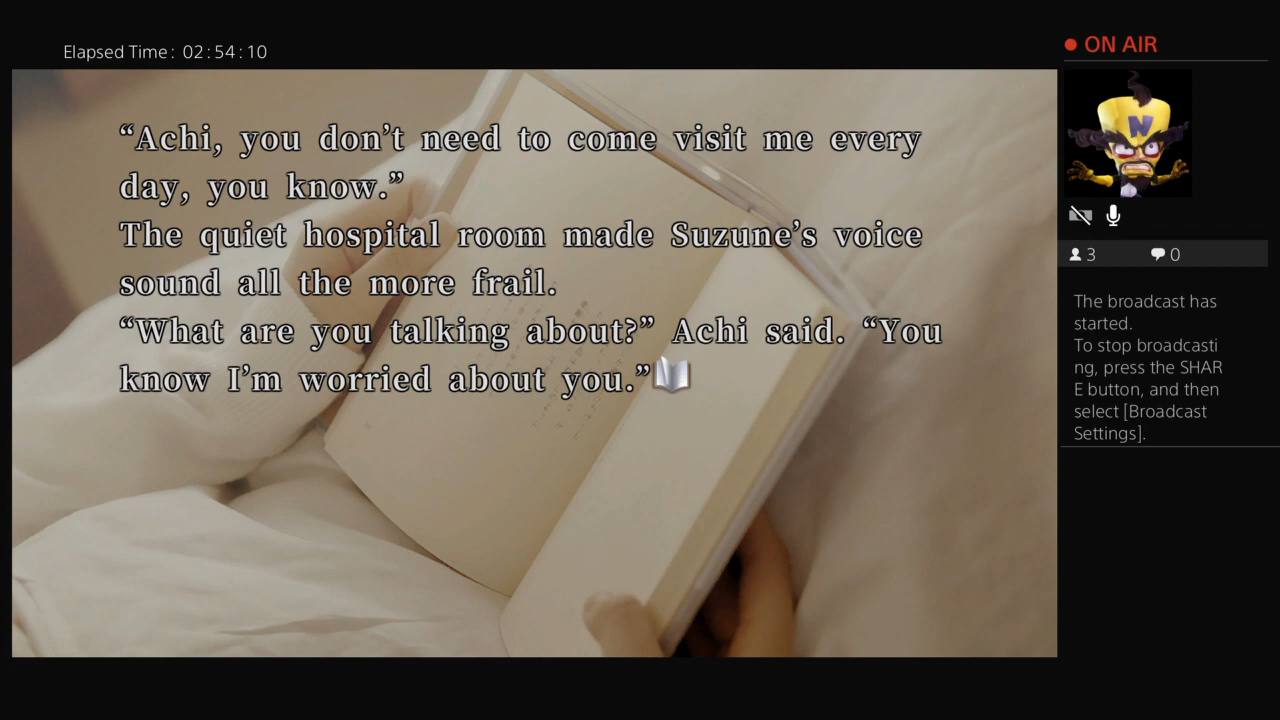 Elapsed Time: 02:54:10
ON AIR
“Achi, you don’t need to come visit me every
day, you know.”
The quiet hospital room made Suzune’s voice
sound all the more frail.
“What are you talking about?” Achi said. “You
know I’m worried about you.”
N
3
0
The broadcast has
started.
To stop broadcasti
ng, press the SHAR
E button, and then
select [Broadcast
Settings].